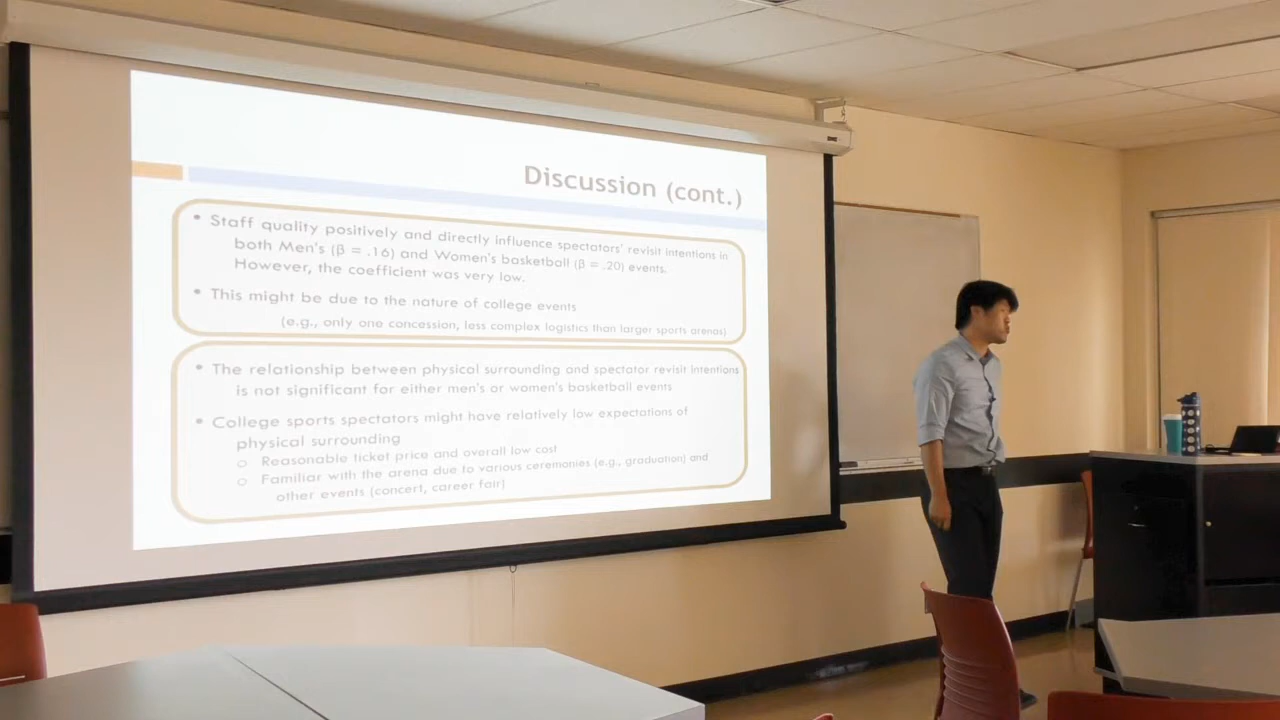 Discussion (cont.)
• Staff quality positively and directly influence spectators' revisit intentions in
both Men's (β = .16) and Women's basketball (β = .20) events.
However, the coefficient was very low.
• This might be due to the nature of college events
(e.g., only one concession, less complex logistics than larger sports arenas)
• The relationship between physical surrounding and spectator revisit intentions
is not significant for either men's or women's basketball events
• College sports spectators might have relatively low expectations of
physical surrounding
o Reasonable ticket price and overall low cost
o Familiar with the arena due to various ceremonies (e.g., graduation) and
other events (concert, career fair)